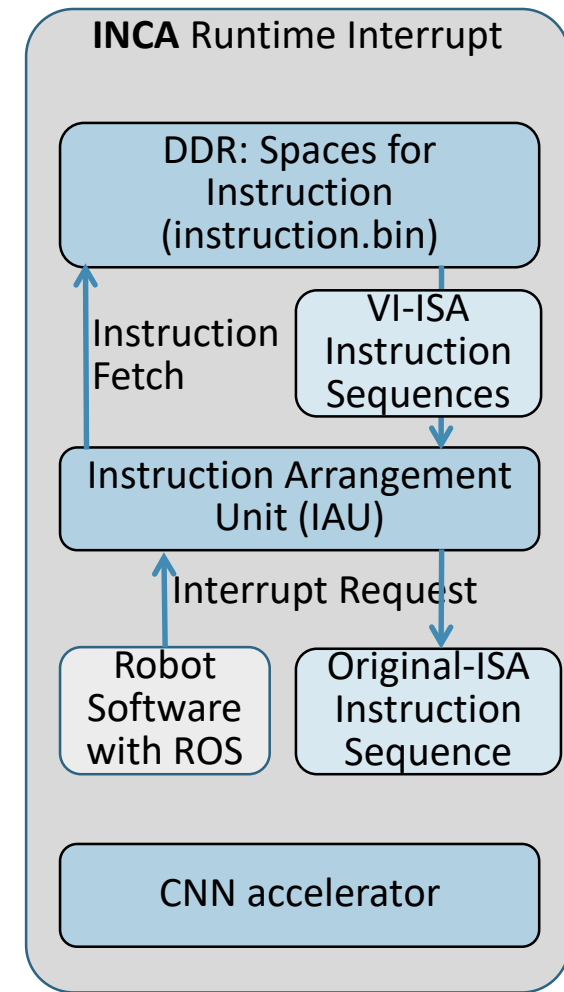 INCA Runtime Interrupt
DDR: Spaces for
Instruction
(instruction.bin)
Instruction
Fetch
VI-ISA
Instruction
Sequences
Instruction Arrangement
Unit (IAU)
Interrupt Request
Robot
Software
with ROS
Original-ISA
Instruction
Sequence
CNN accelerator